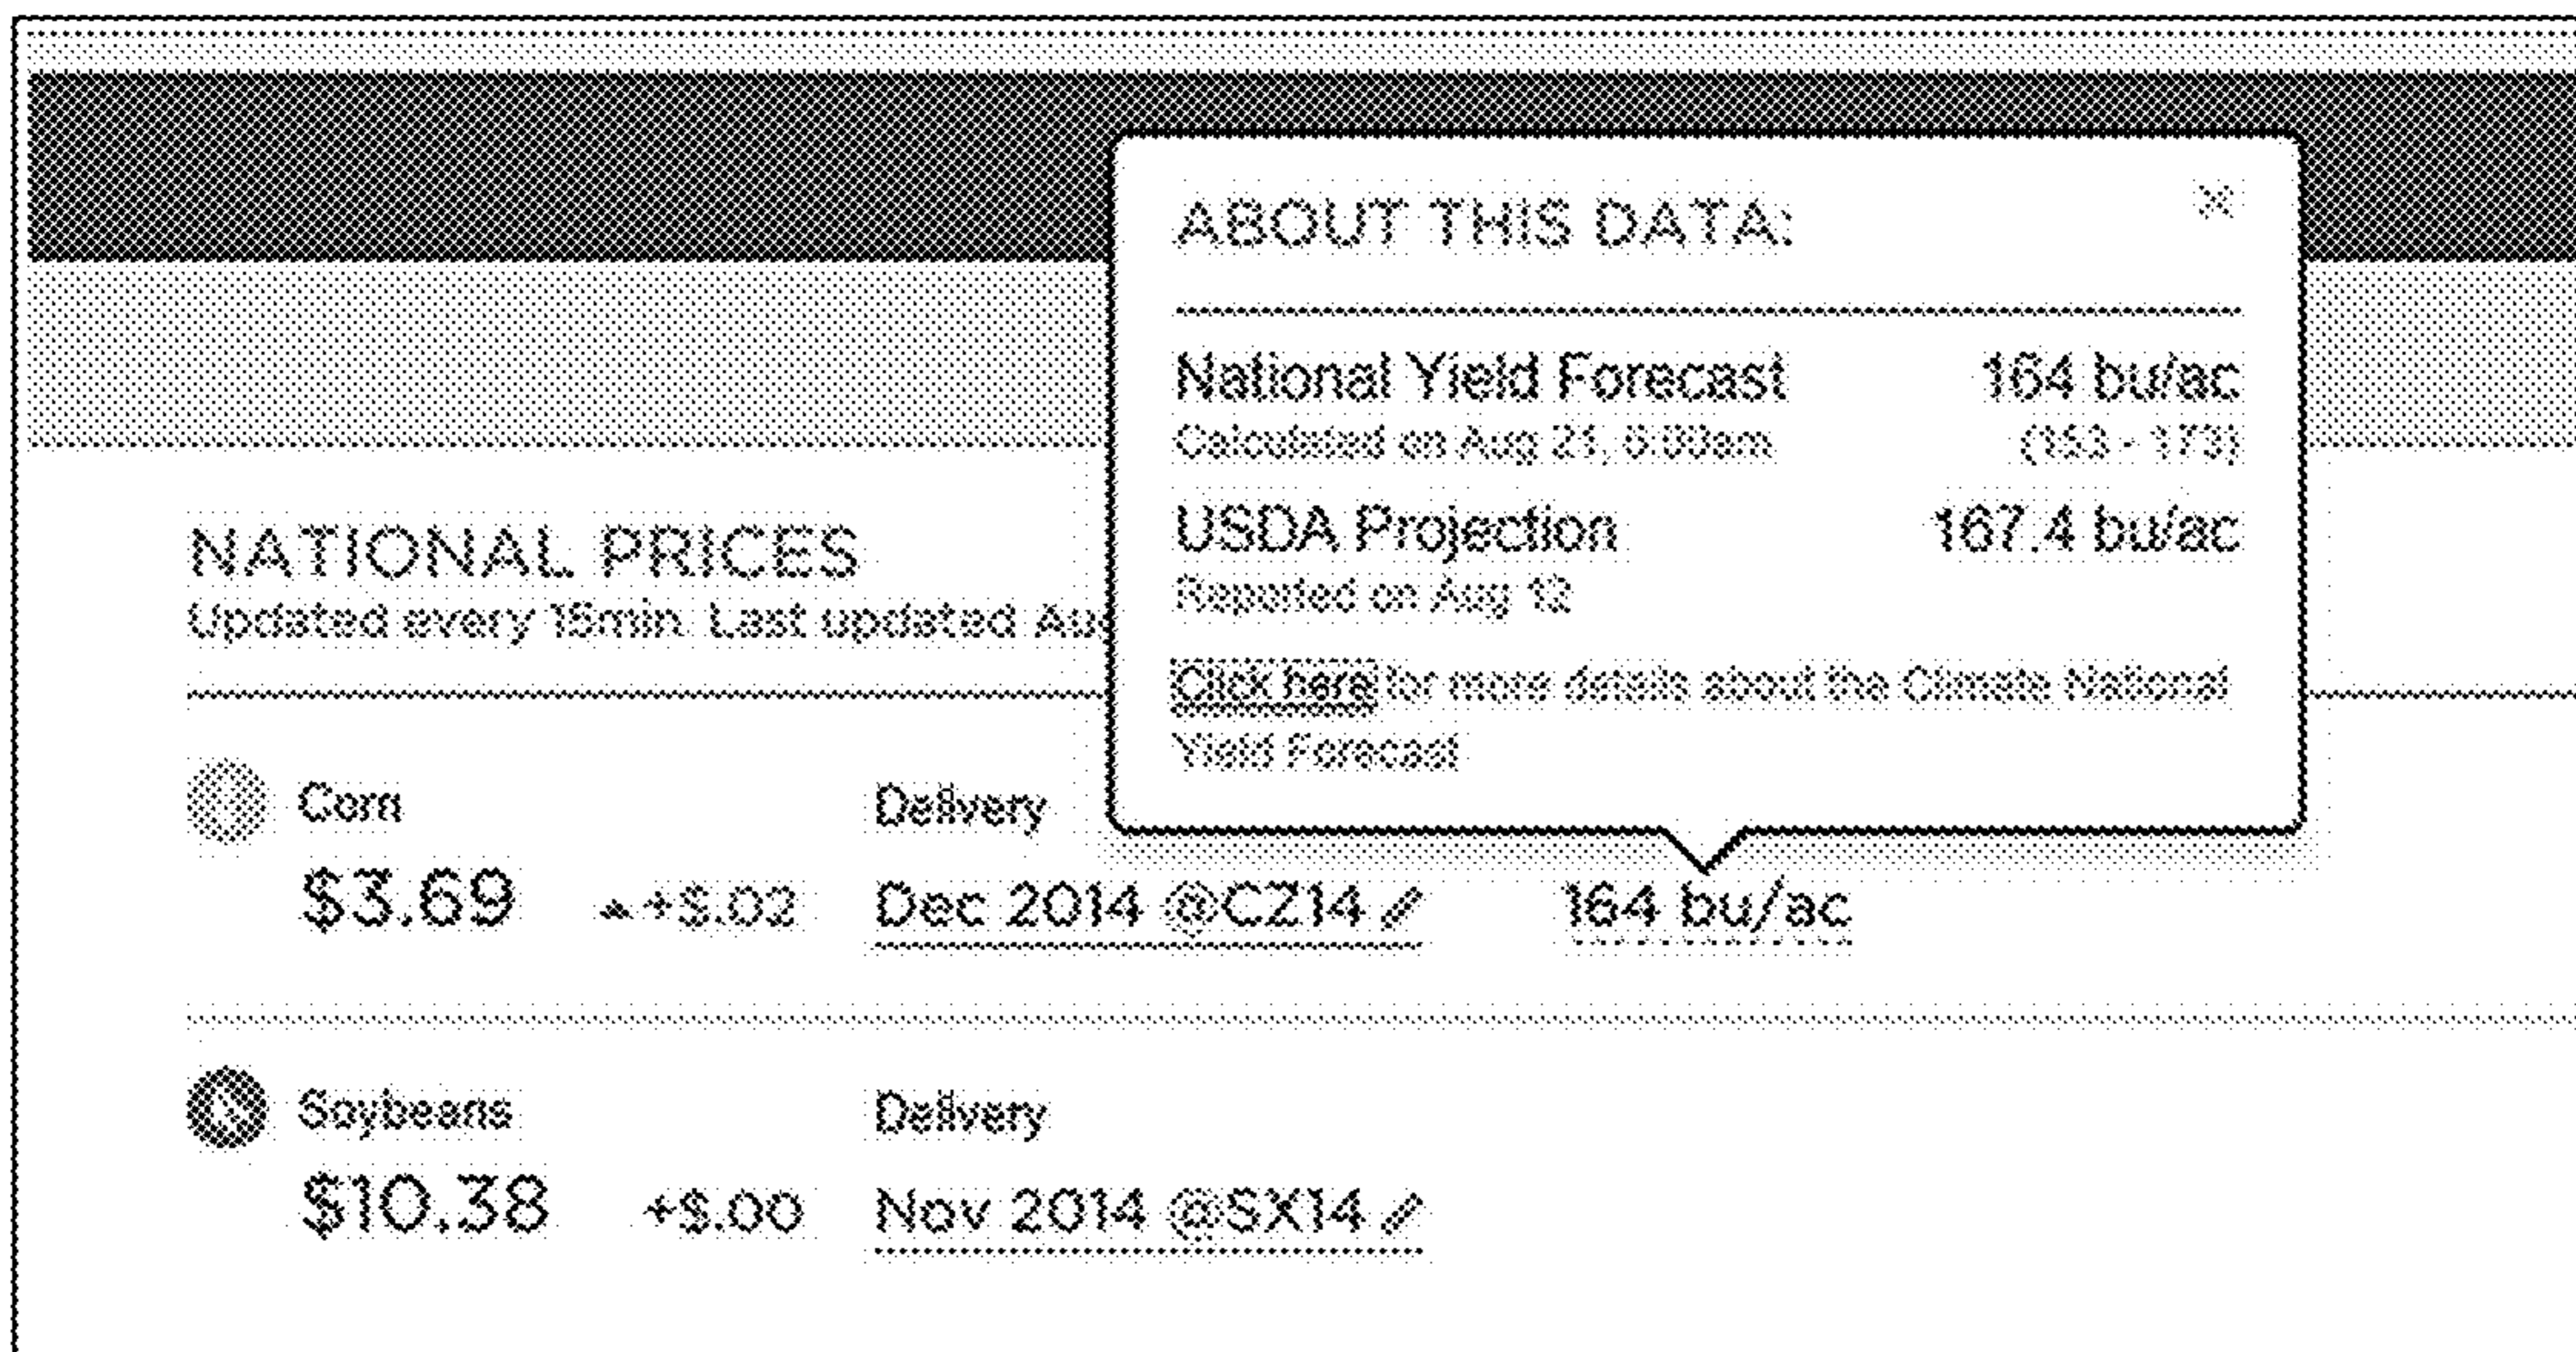 ABOUT THIS DATA:
National Yield Forecast 164 bu/ac
Calculated on Aug 21, 6:00am (153 - 173)
USDA Projection 167.4 bu/ac
Reported on Aug 12
Click here for more details about the Climate National
Yield Forecast
NATIONAL PRICES
Updated every 15min. Last updated Aug
Corn Delivery
$3.69 +$.02 Dec 2014 @CZ14 164 bu/ac
Soybeans Delivery
$10.38 +$.00 Nov 2014 @SX14